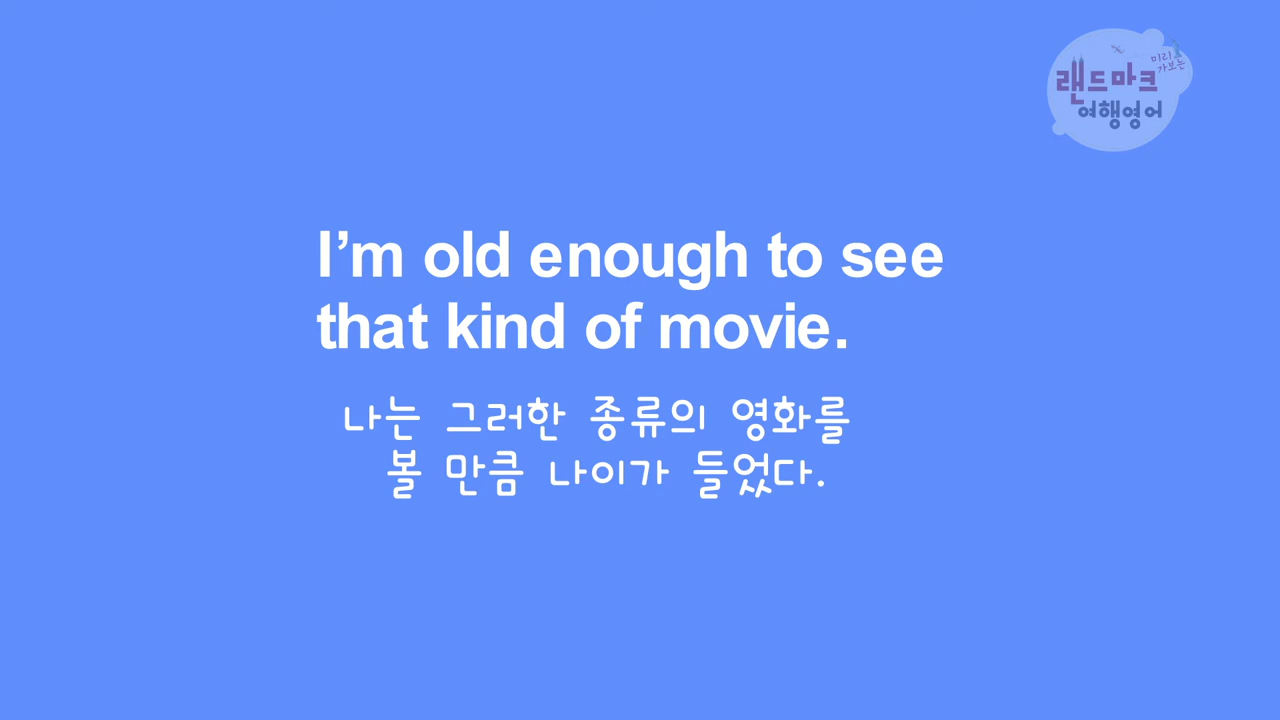 미리
가보는
랜드마크
여행영어
I’m old enough to see
that kind of movie.
나는 그러한 종류의 영화를
볼 만큼 나이가 들었다.